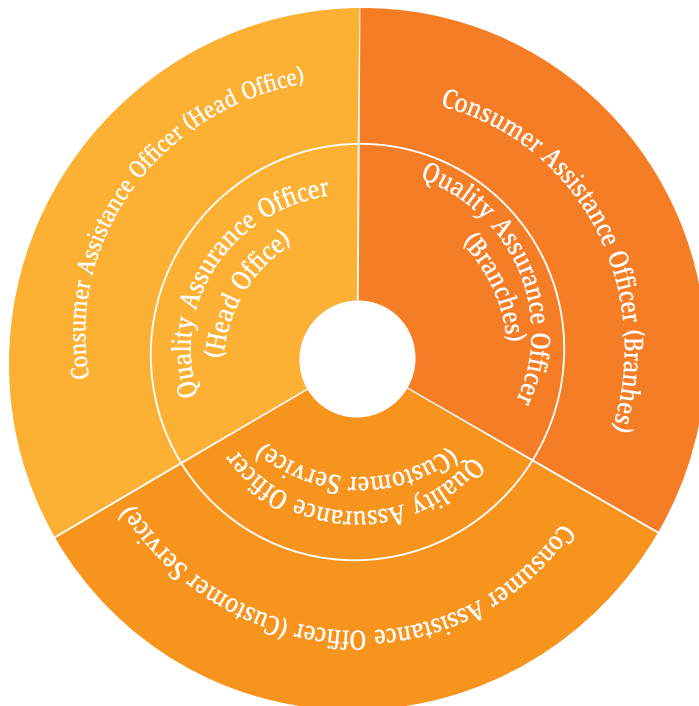 Consumer Assistance Officer (Head Office)
Quality Assurance Officer
(Head Office)
Consumer Assistance Officer (Branhes)
Quality Assurance Officer
(Branches)
Quality Assurance Officer
(Customer Service)
Consumer Assistance Officer (Customer Service)